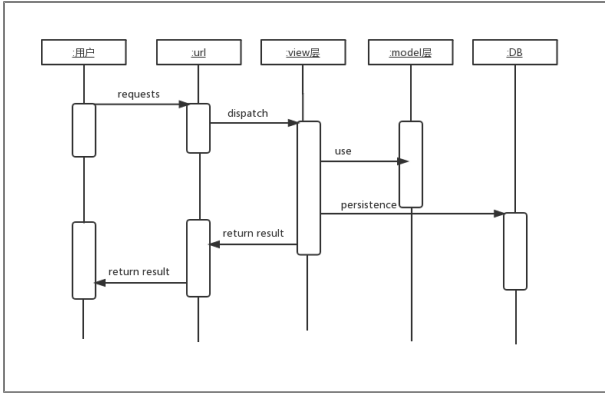 :用户
:url
:view层
:model层
:DB
requests
dispatch
use
persistence
return result
return result